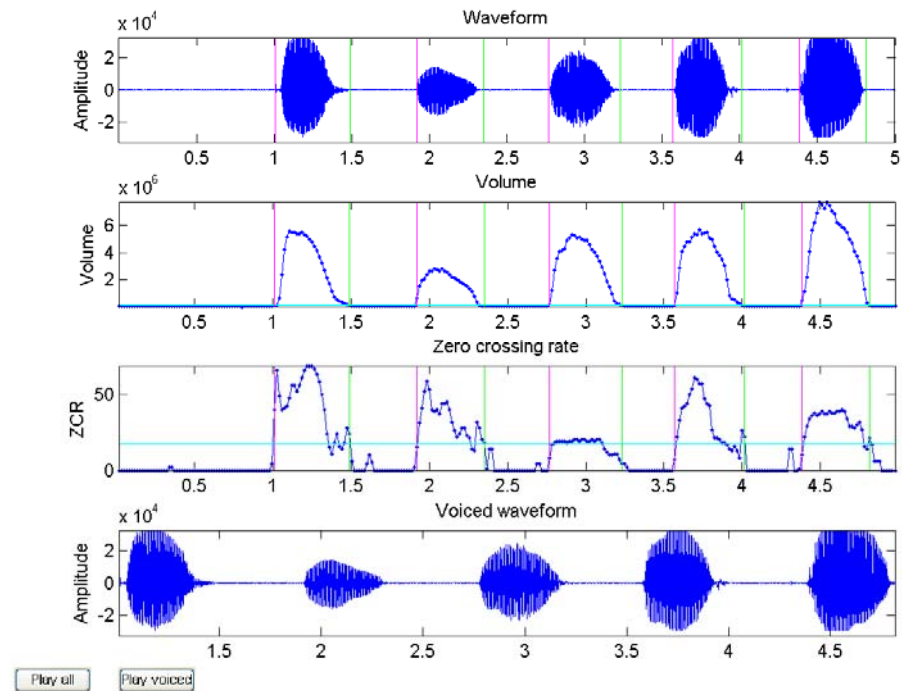 Waveform
x 10^4
Amplitude
2
0
-2
0.5 1 1.5 2 2.5 3 3.5 4 4.5 5
Volume
x 10^6
Volume
6
4
2
0.5 1 1.5 2 2.5 3 3.5 4 4.5
Zero crossing rate
ZCR
50
0
0.5 1 1.5 2 2.5 3 3.5 4 4.5
Voiced waveform
x 10^4
Amplitude
2
0
-2
1.5 2 2.5 3 3.5 4 4.5
Play all Play voiced